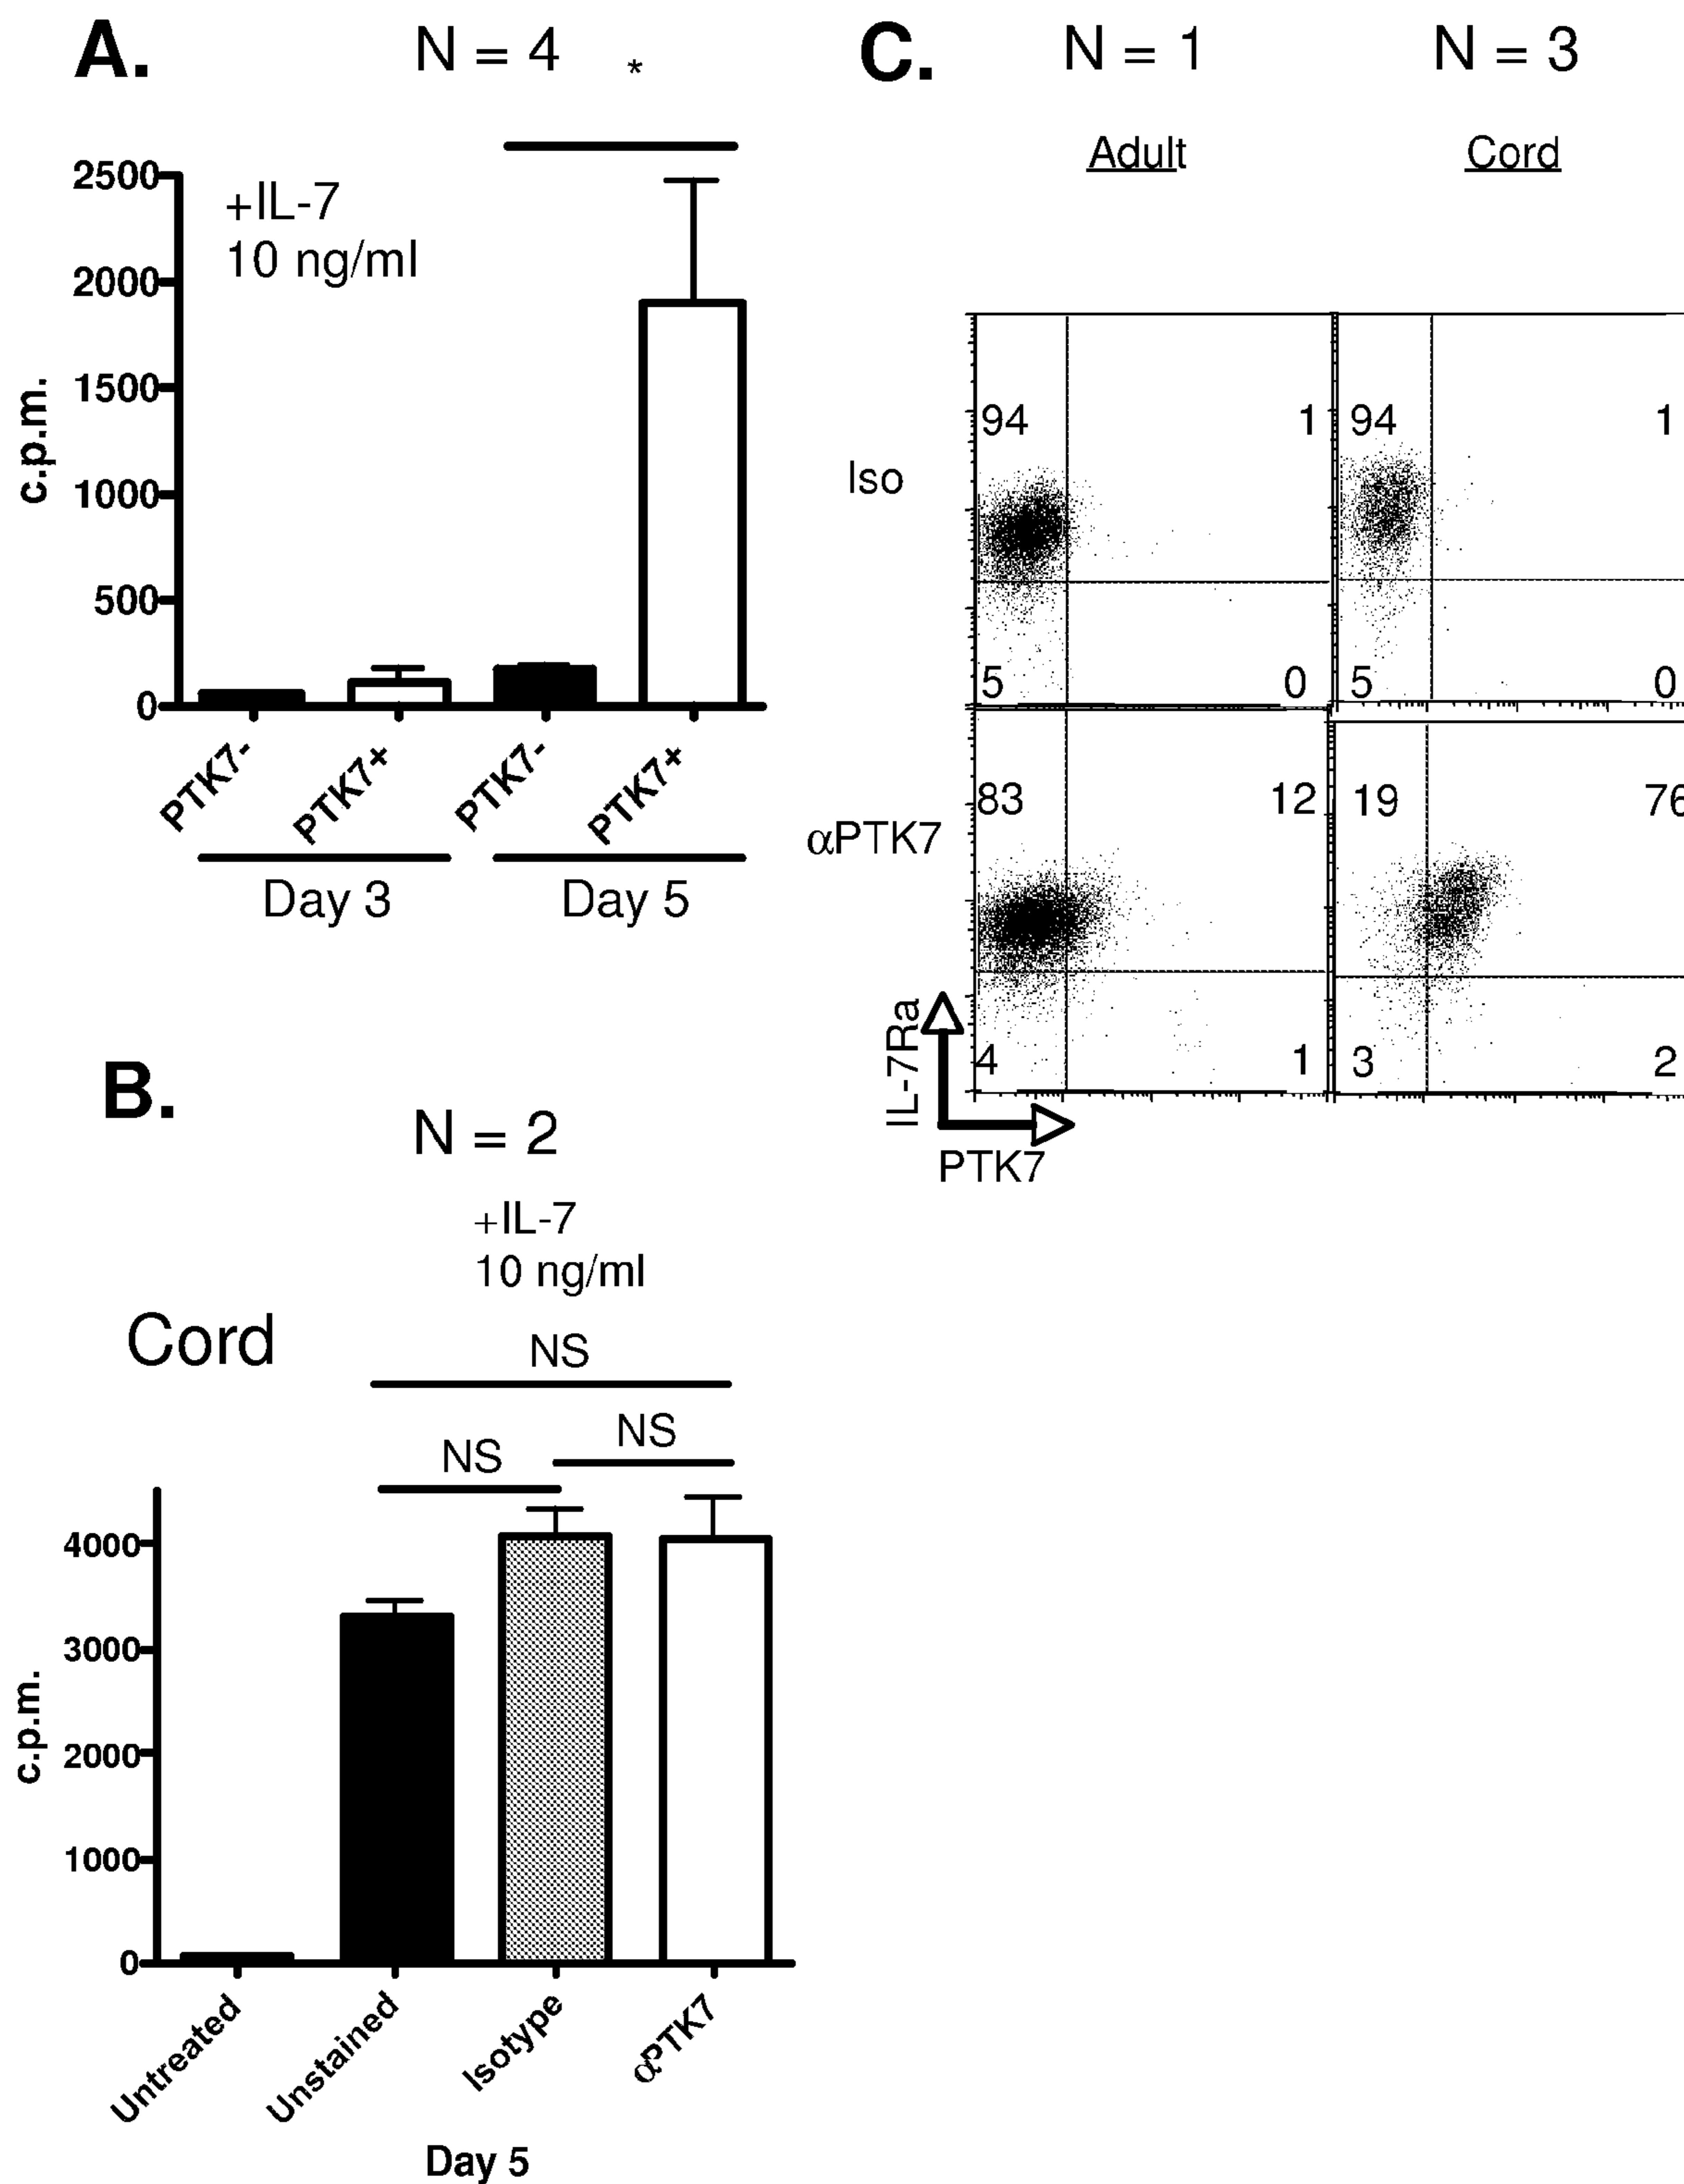 A.
N = 4
*
+IL-7
10 ng/ml
2500
2000
1500
1000
500
0
c.p.m.
PTK7-
PTK7+
PTK7-
PTK7+
Day 3
Day 5
B.
N = 2
+IL-7
10 ng/ml
Cord
NS
NS
NS
4000
3000
2000
1000
0
c.p.m.
Untreated
Unstained
Isotype
αPTK7
Day 5
C.
N = 1
N = 3
Adult
Cord
Iso
94 1
5 0
94 1
5 0
αPTK7
83 12
4 1
19 76
3 2
IL-7Ra
PTK7